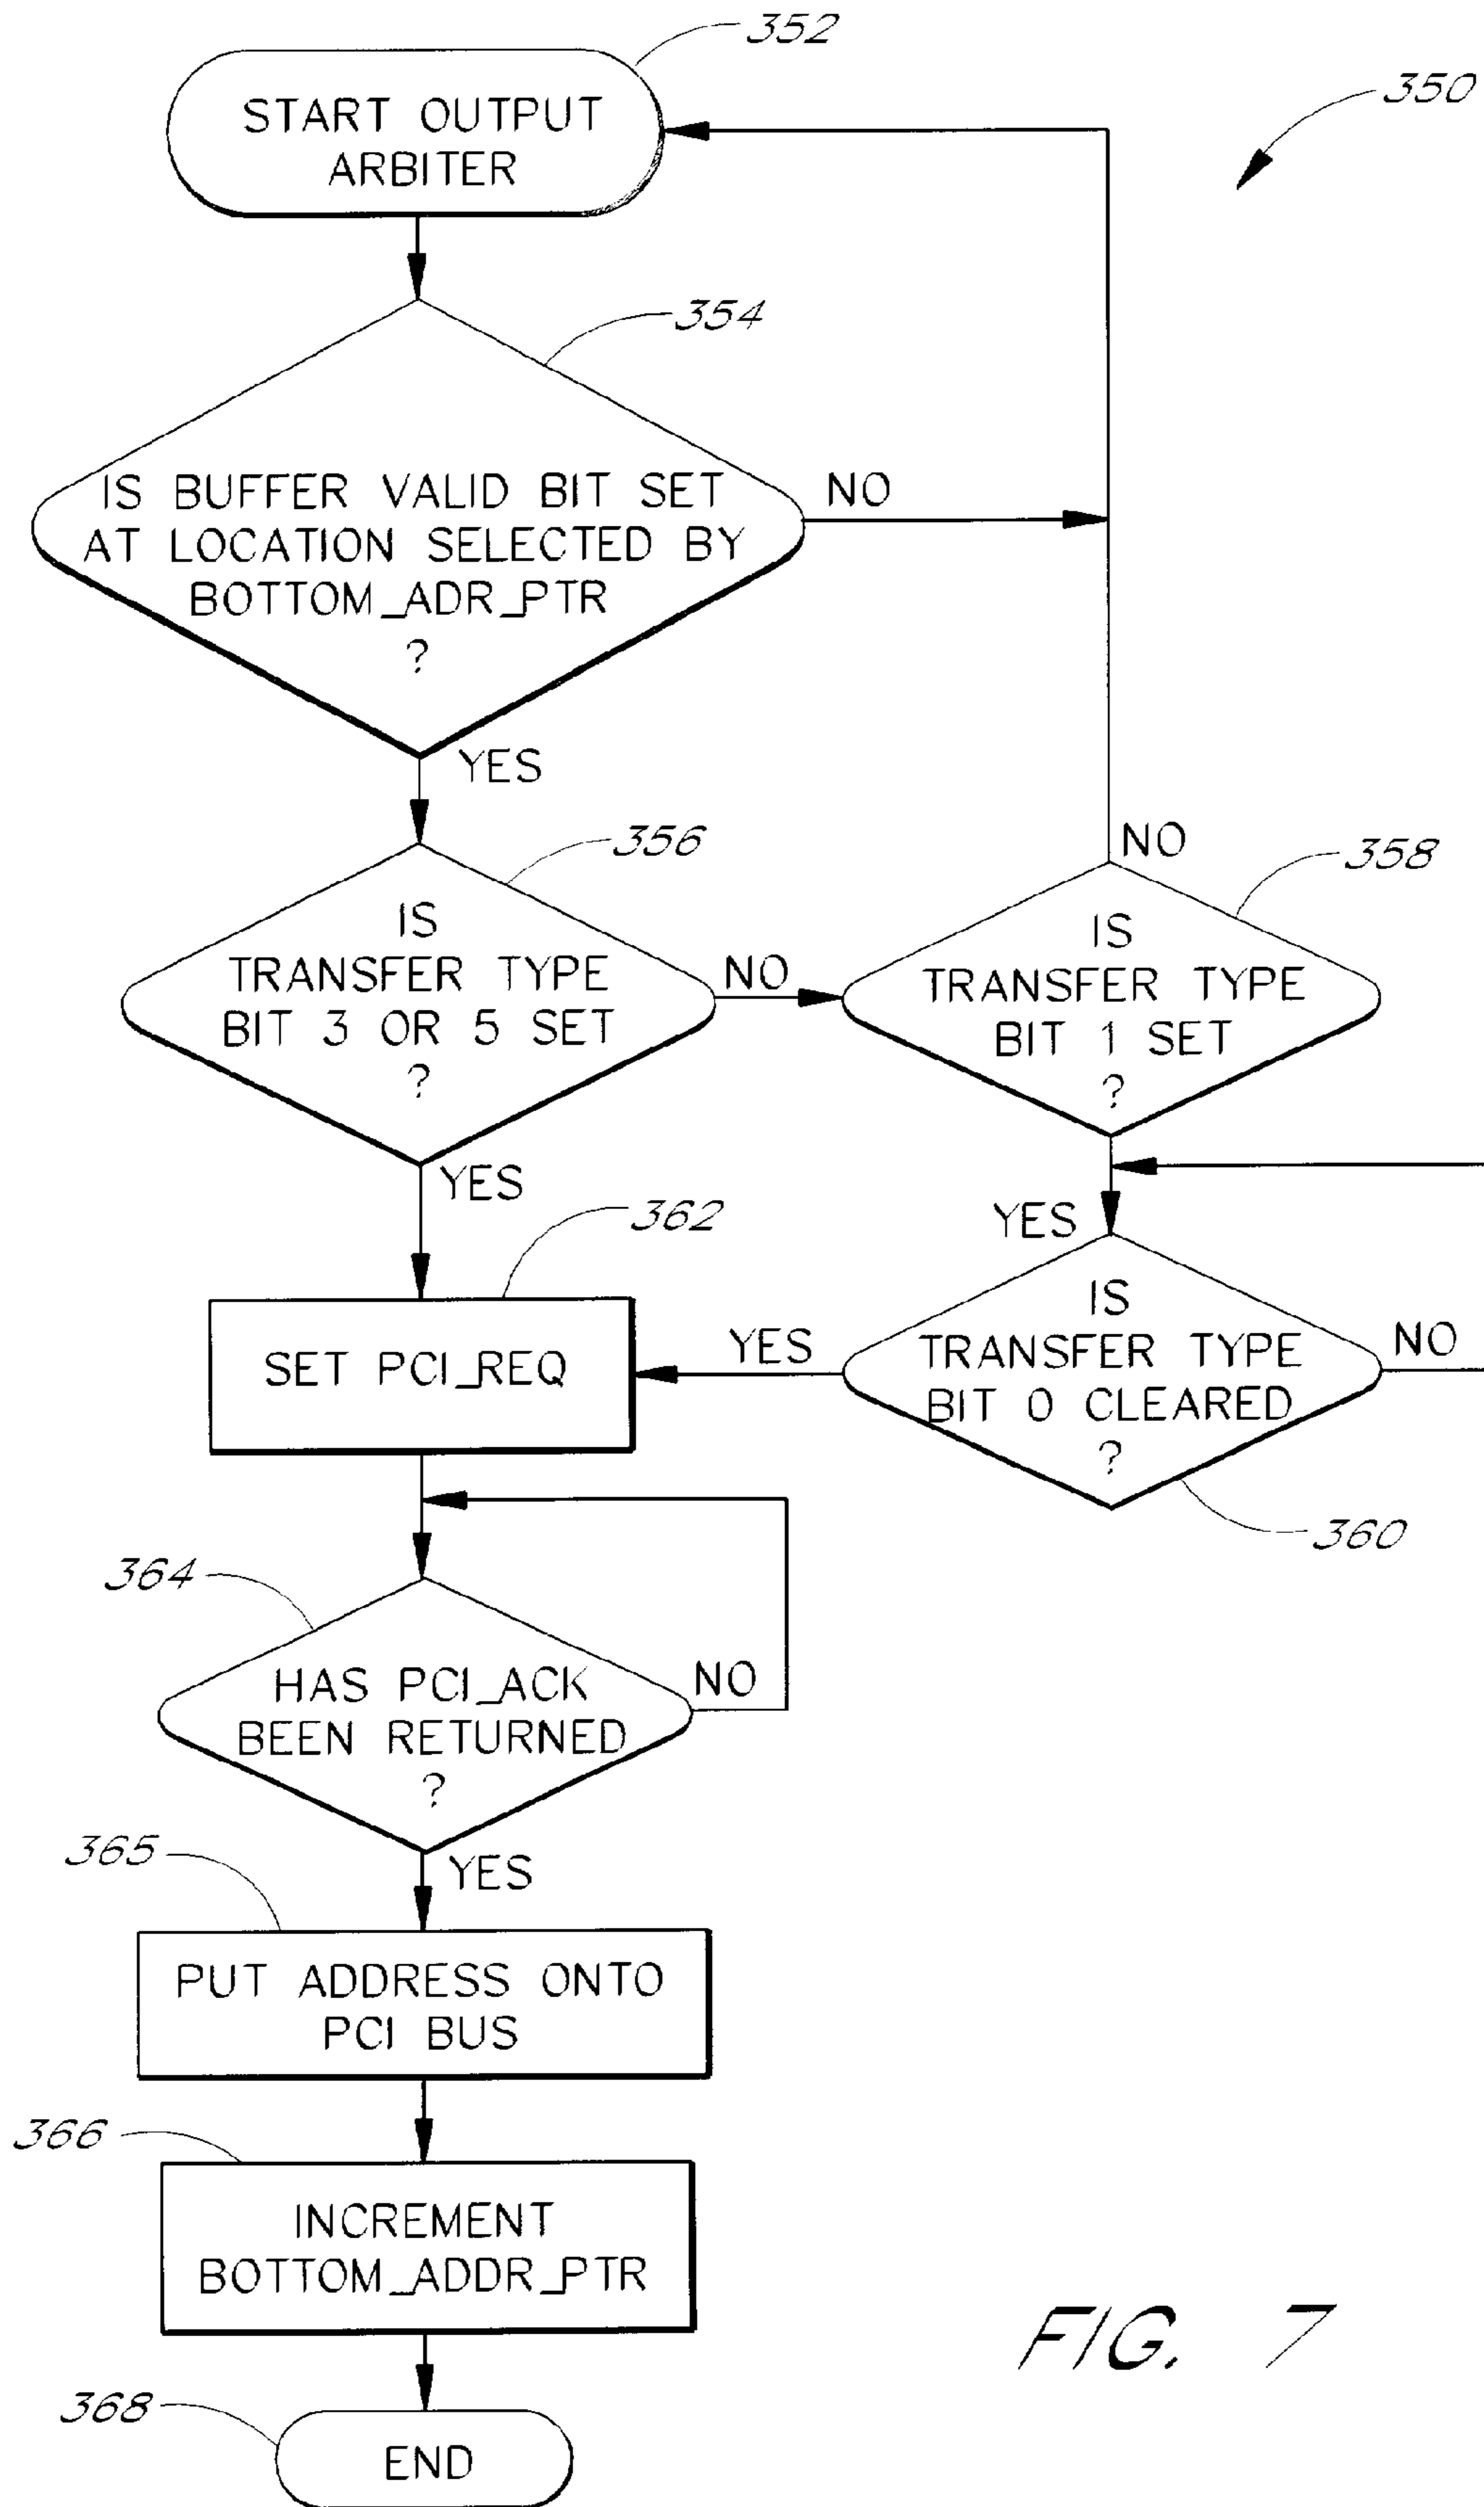 352
350
START OUTPUT
ARBITER
354
IS BUFFER VALID BIT SET
AT LOCATION SELECTED BY
BOTTOM_ADR_PTR
?
NO
YES
356
IS
TRANSFER TYPE
BIT 3 OR 5 SET
?
NO
YES
358
NO
IS
TRANSFER TYPE
BIT 1 SET
?
YES
362
SET PCI_REQ
YES
IS
TRANSFER TYPE
BIT 0 CLEARED
?
NO
360
364
HAS PCI_ACK
BEEN RETURNED
?
NO
YES
365
PUT ADDRESS ONTO
PCI BUS
366
INCREMENT
BOTTOM_ADDR_PTR
368
END
FIG. 7